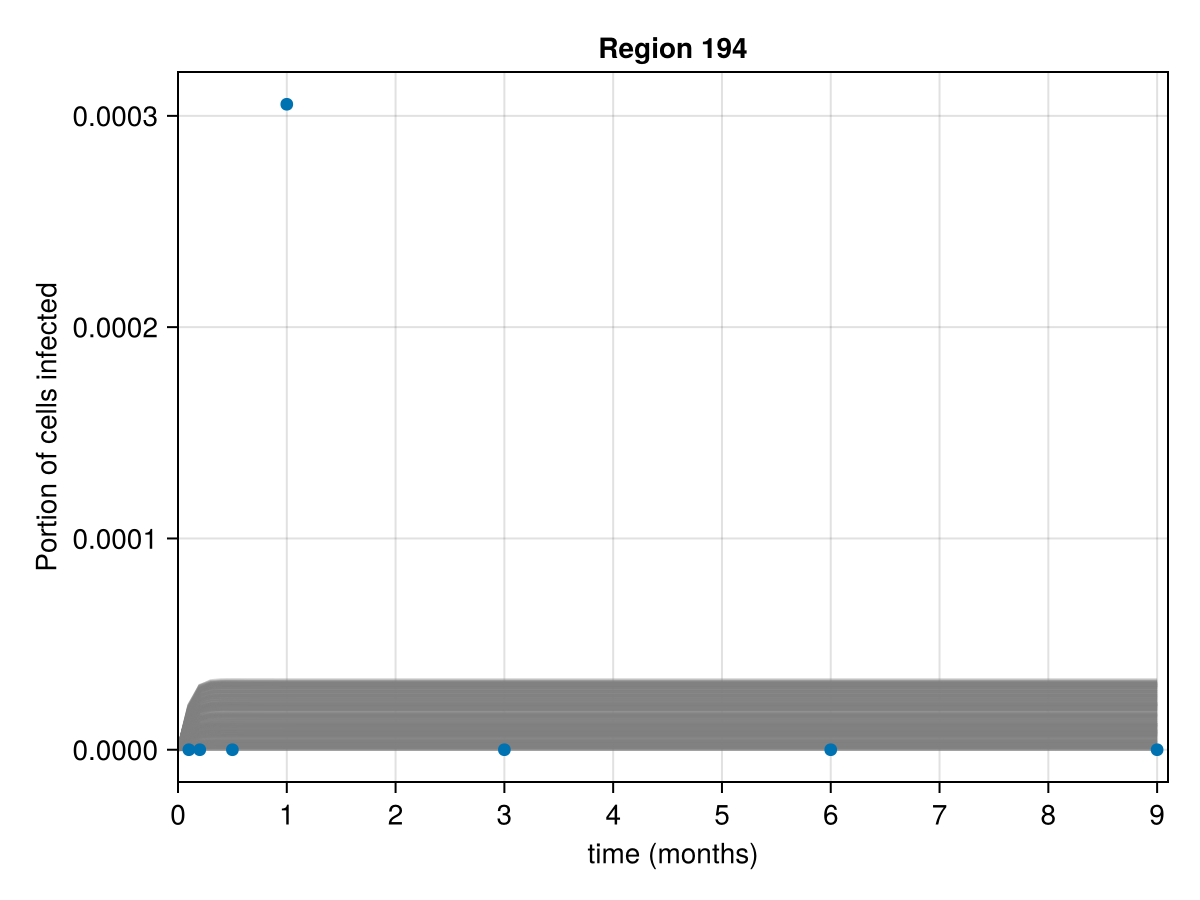 Region 194
Portion of cells infected
0.0003
0.0002
0.0001
0.0000
0 1 2 3 4 5 6 7 8 9
time (months)